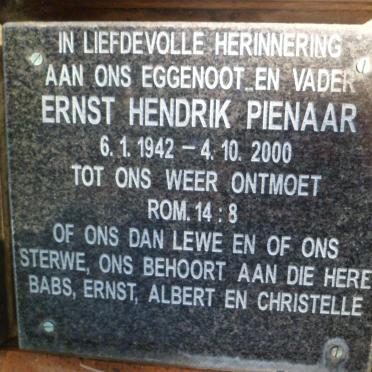 IN LIEFDEVOLLE HERINNERING
AAN ONS EGGENOOT EN VADER
ERNST HENDRIK PIENAAR
6. 1. 1942 – 4. 10. 2000
TOT ONS WEER ONTMOET
ROM. 14 : 8
OF ONS DAN LEWE EN OF ONS
STERWE, ONS BEHOORT AAN DIE HERE
BABS, ERNST, ALBERT EN CHRISTELLE